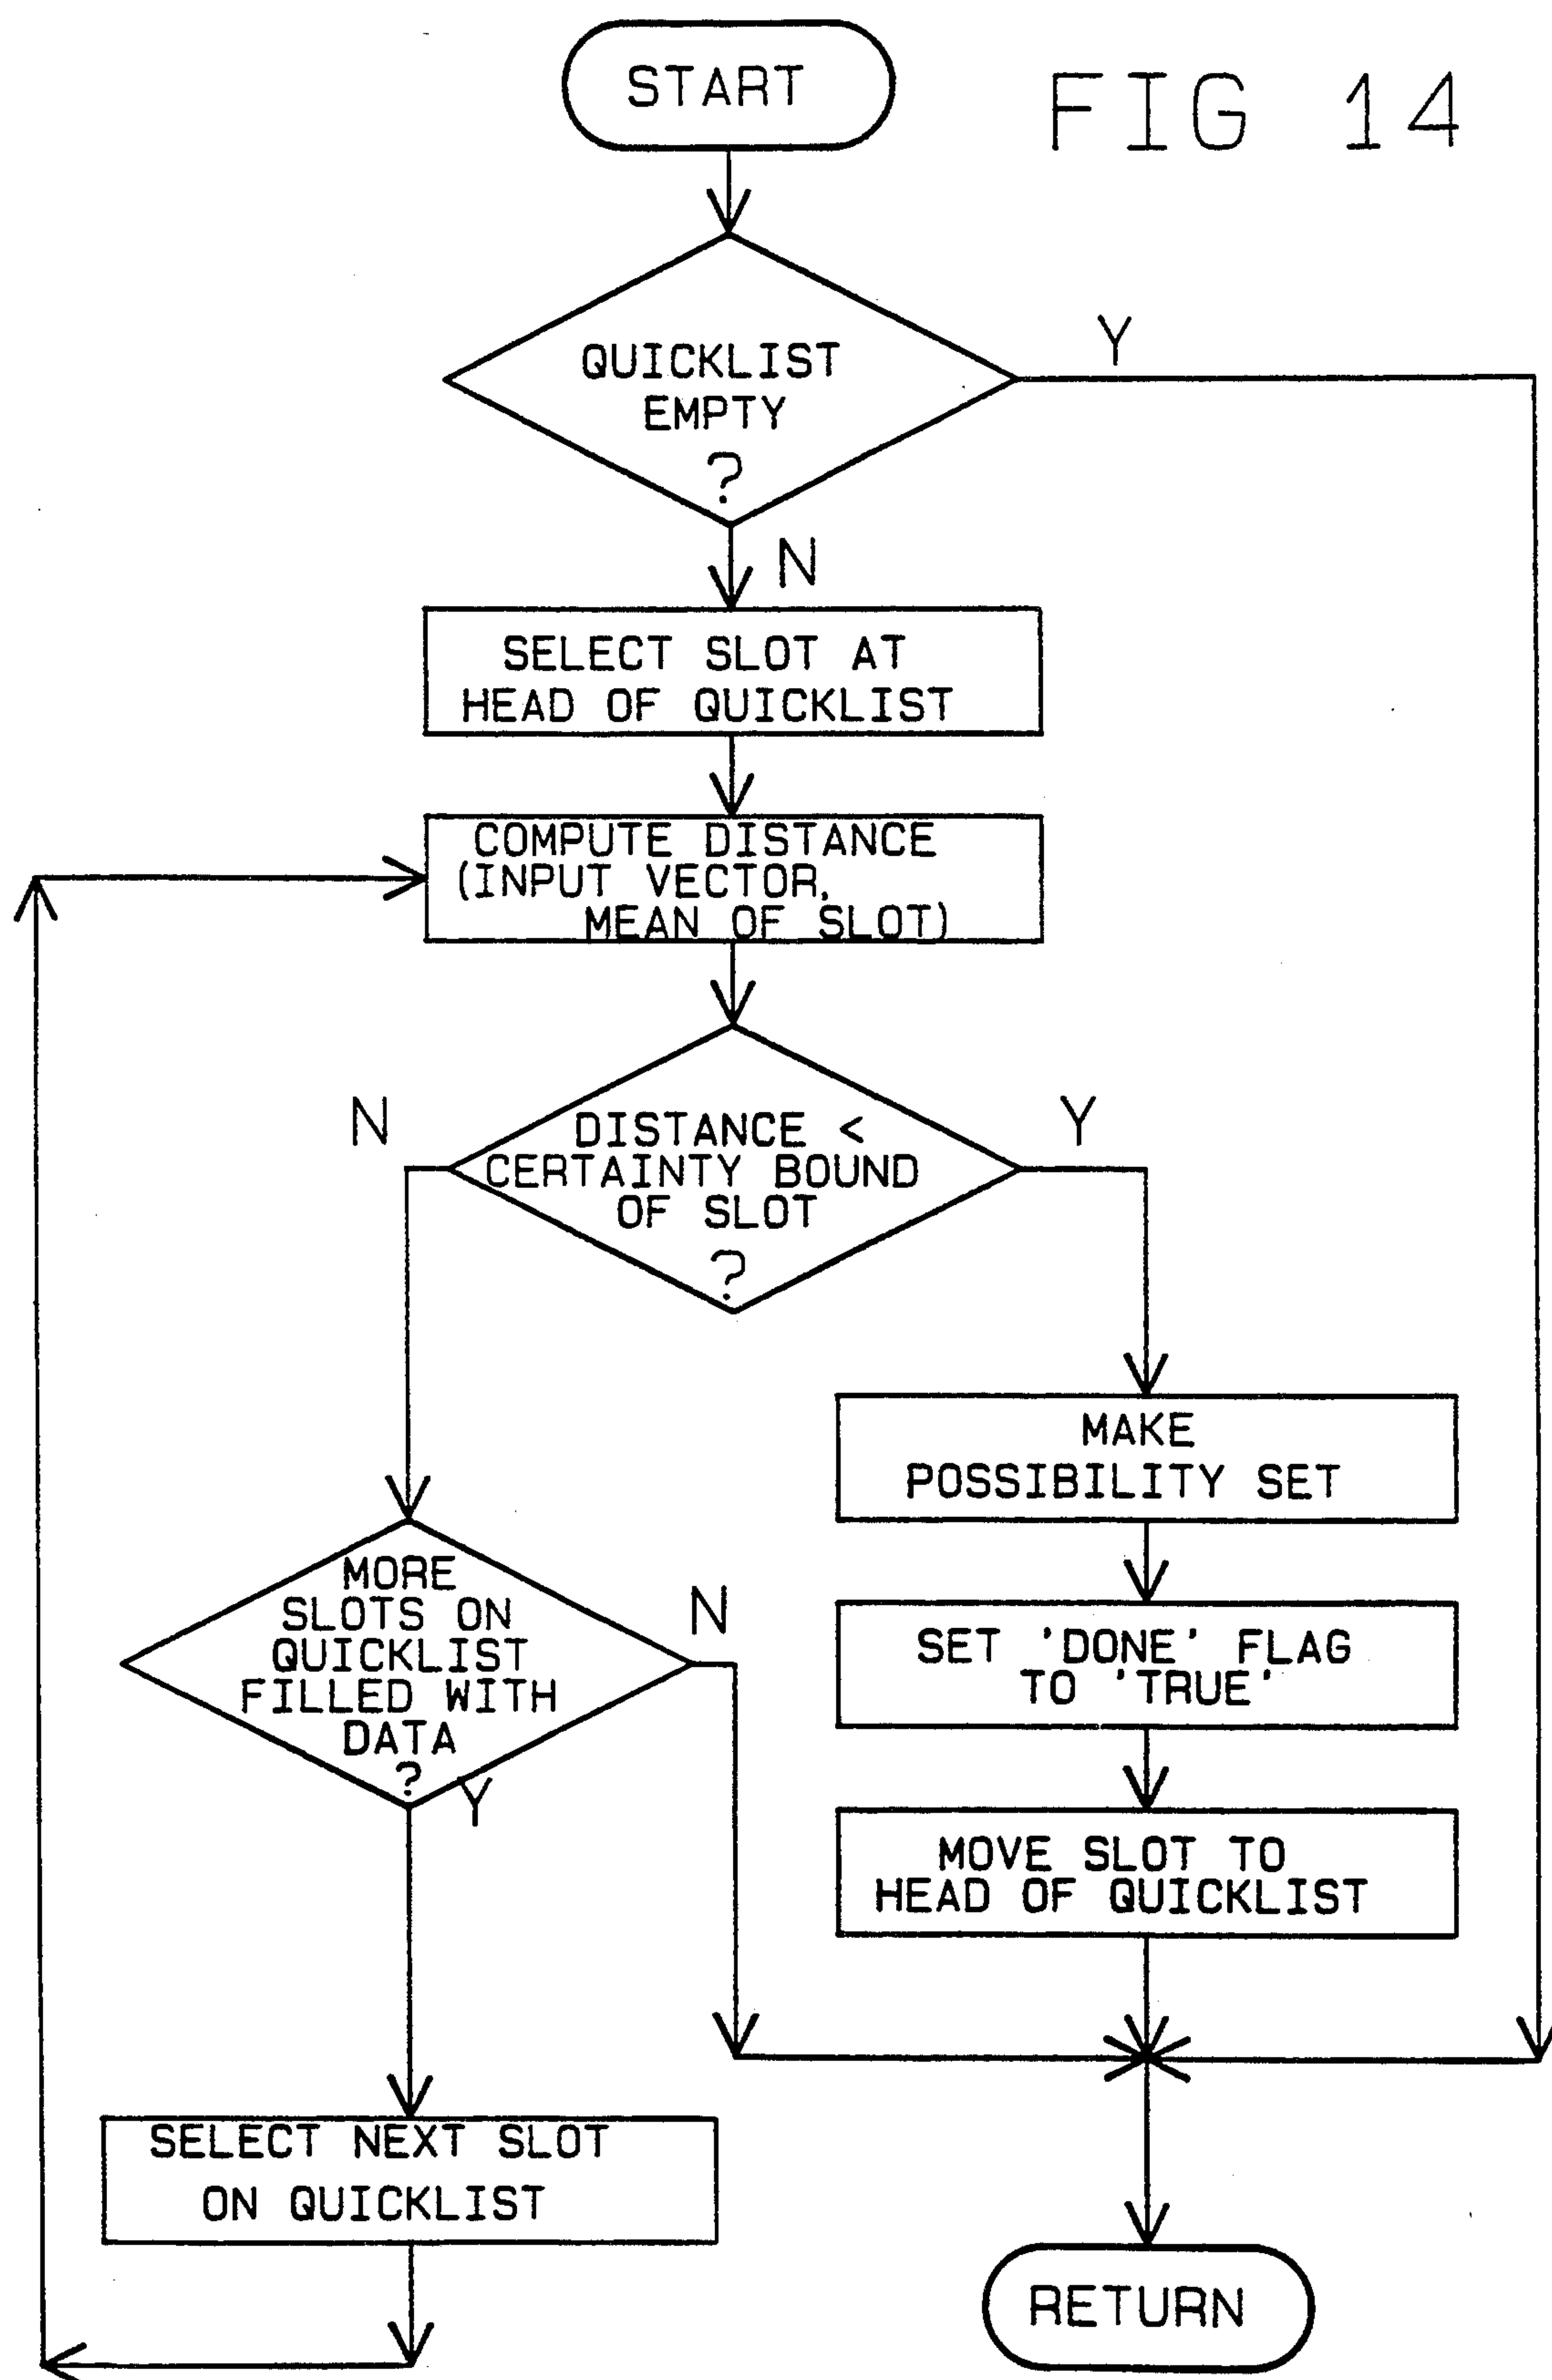 START
FIG 14
QUICKLIST
EMPTY
?
Y
N
SELECT SLOT AT
HEAD OF QUICKLIST
COMPUTE DISTANCE
(INPUT VECTOR,
MEAN OF SLOT)
N
Y
DISTANCE <
CERTAINTY BOUND
OF SLOT
?
MAKE
POSSIBILITY SET
MORE
SLOTS ON
QUICKLIST
FILLED WITH
DATA
?
N
Y
SET 'DONE' FLAG
TO 'TRUE'
MOVE SLOT TO
HEAD OF QUICKLIST
SELECT NEXT SLOT
ON QUICKLIST
RETURN